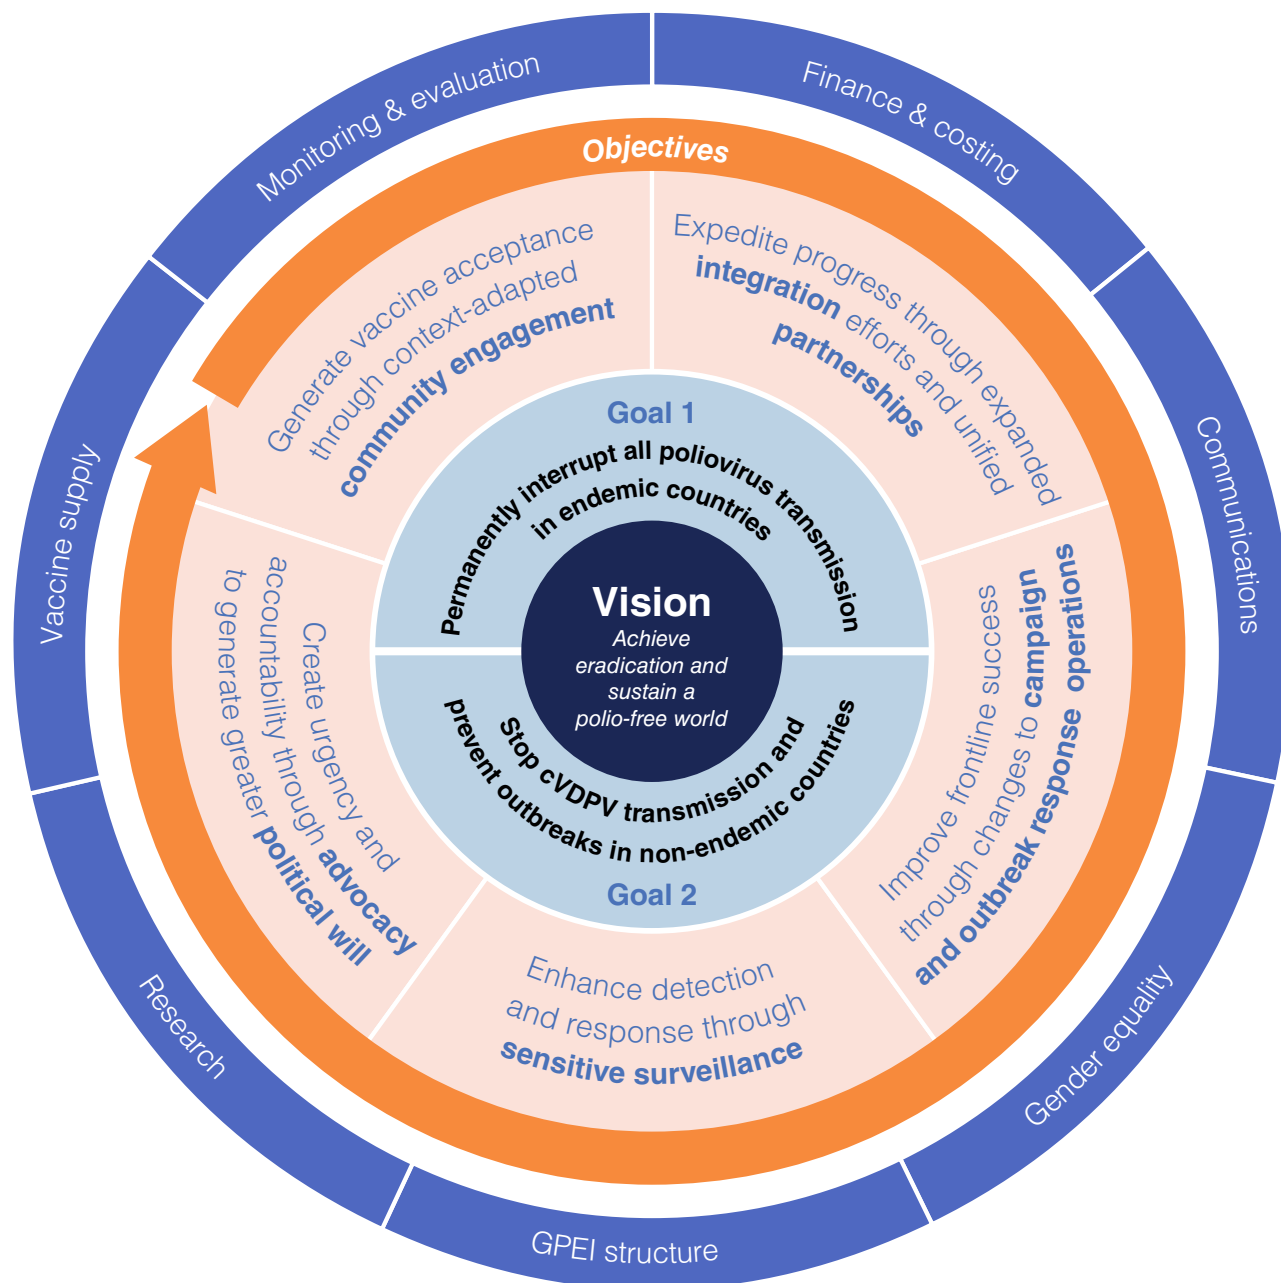 Monitoring & evaluation
Finance & costing
Communications
Gender equality
GPEI structure
Research
Vaccine supply
Objectives
Generate vaccine acceptance
through context-adapted
community engagement
Expedite progress through expanded
integration efforts and unified
partnerships
Improve frontline success
through changes to campaign
and outbreak response operations
Enhance detection
and response through
sensitive surveillance
Create urgency and
accountability through advocacy
to generate greater political will
Goal 1
Permanently interrupt all poliovirus transmission
in endemic countries
Vision
Achieve
eradication and
sustain a
polio-free world
Stop cVDPV transmission and
prevent outbreaks in non-endemic countries
Goal 2